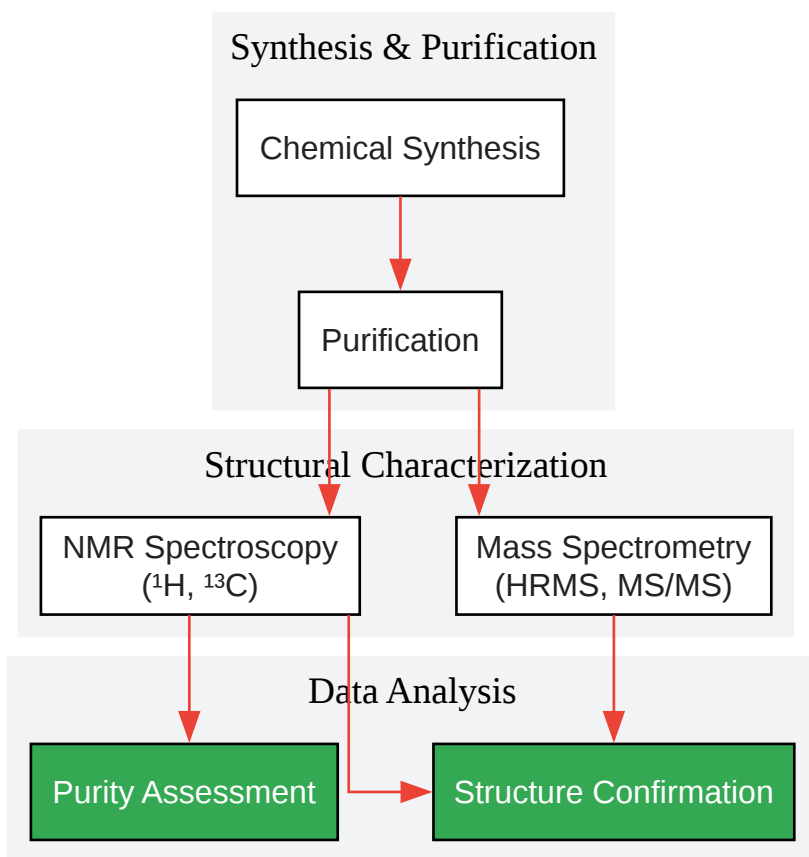 Synthesis & Purification
Chemical Synthesis
Purification
Structural Characterization
NMR Spectroscopy
(¹H, ¹³C)
Mass Spectrometry
(HRMS, MS/MS)
Data Analysis
Purity Assessment
Structure Confirmation